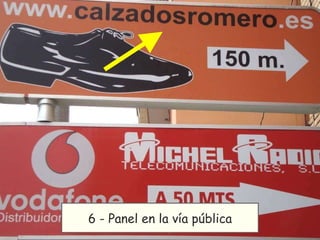 www.calzadosromero.es
150 m.
MICHEL RADIO
TELECOMUNICACIONES, S.L.
vodafone
Distribuidor
A 50 MTS
6 - Panel en la vía pública